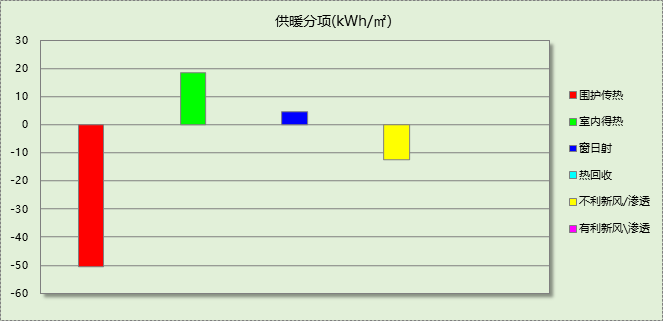 供暖分项(kWh/㎡)
30
20
10
0
-10
-20
-30
-40
-50
-60
围护传热
室内得热
窗日射
热回收
不利新风/渗透
有利新风\渗透